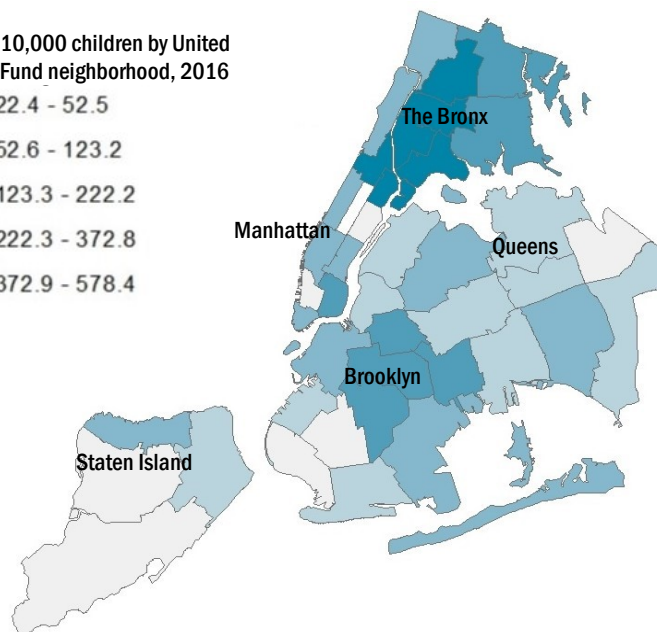 10,000 children by United
Fund neighborhood, 2016
22.4 - 52.5
52.6 - 123.2
123.3 - 222.2
222.3 - 372.8
372.9 - 578.4
The Bronx
Manhattan
Queens
Brooklyn
Staten Island